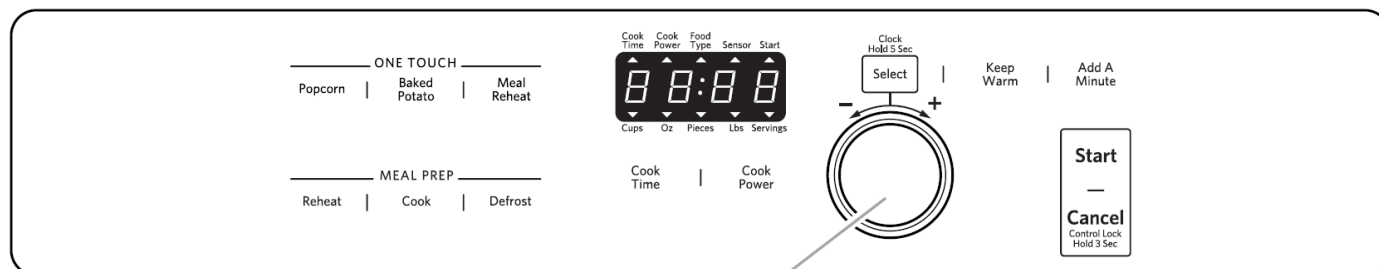 ONE TOUCH
Popcorn | Baked Potato | Meal Reheat
MEAL PREP
Reheat | Cook | Defrost
Cook Time Cook Power Food Type Sensor Start
8 8:8 8
Cups Oz Pieces Lbs Servings
Cook Time | Cook Power
Clock
Hold 5 Sec
Select | Keep Warm | Add A Minute
- +
Start
—
Cancel
Control Lock
Hold 3 Sec